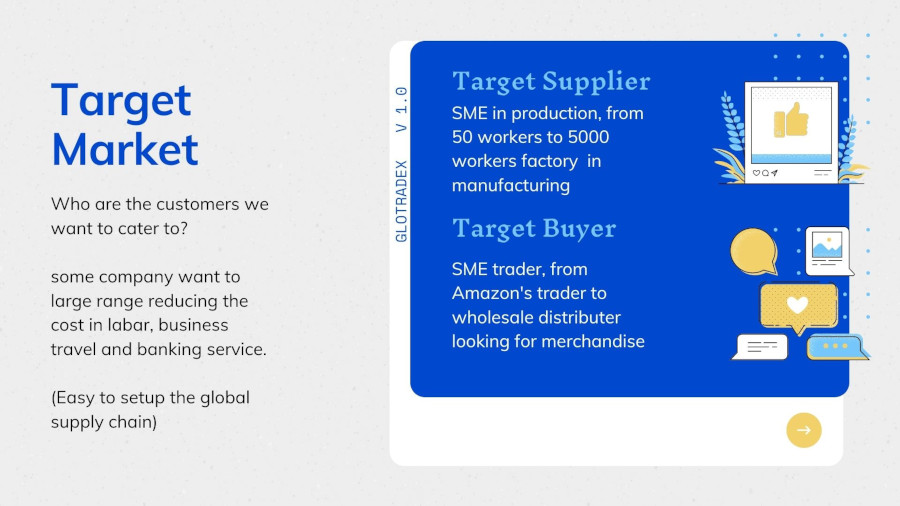 Target
Market
Who are the customers we
want to cater to?
some company want to
large range reducing the
cost in labar, business
travel and banking service.
(Easy to setup the global
supply chain)
GLOTRADEX V 1.0
Target Supplier
SME in production, from
50 workers to 5000
workers factory in
manufacturing
Target Buyer
SME trader, from
Amazon's trader to
wholesale distributer
looking for merchandise